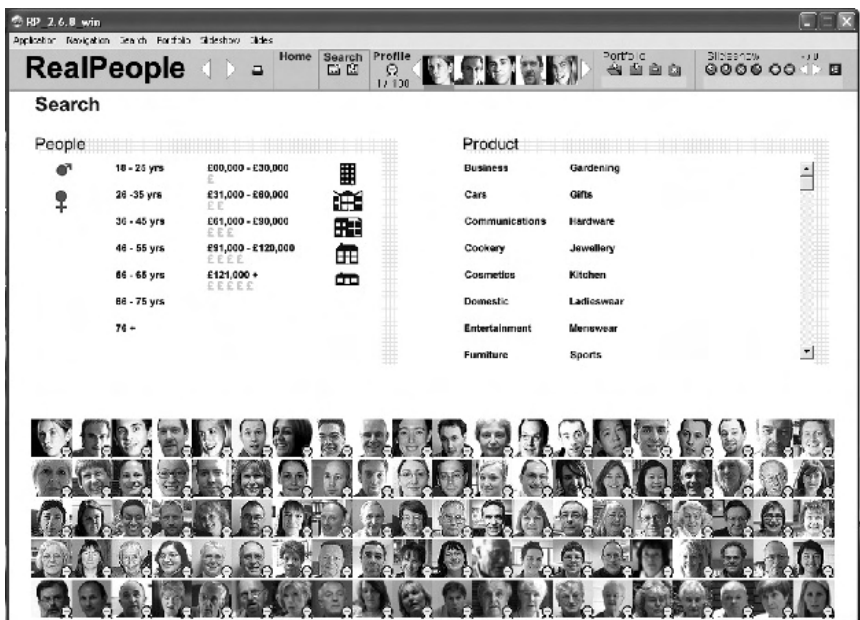 RP_2.6.0_win
Application Navigation Search Portfolio Slideshow Slides
RealPeople
Home
Search
Profile
1 / 100
Portfolio
Slideshow
Search
People
Product
18 - 25 yrs £00,000 - £30,000
£
26 -35 yrs £31,000 - £60,000
£ £
36 - 45 yrs £61,000 - £90,000
£ £ £
46 - 55 yrs £91,000 - £120,000
£ £ £ £
56 - 65 yrs £121,000 +
£ £ £ £ £
66 - 75 yrs
76 +
Business Gardening
Cars Gifts
Communications Hardware
Cookery Jewellery
Cosmetics Kitchen
Domestic Ladieswear
Entertainment Menswear
Furniture Sports